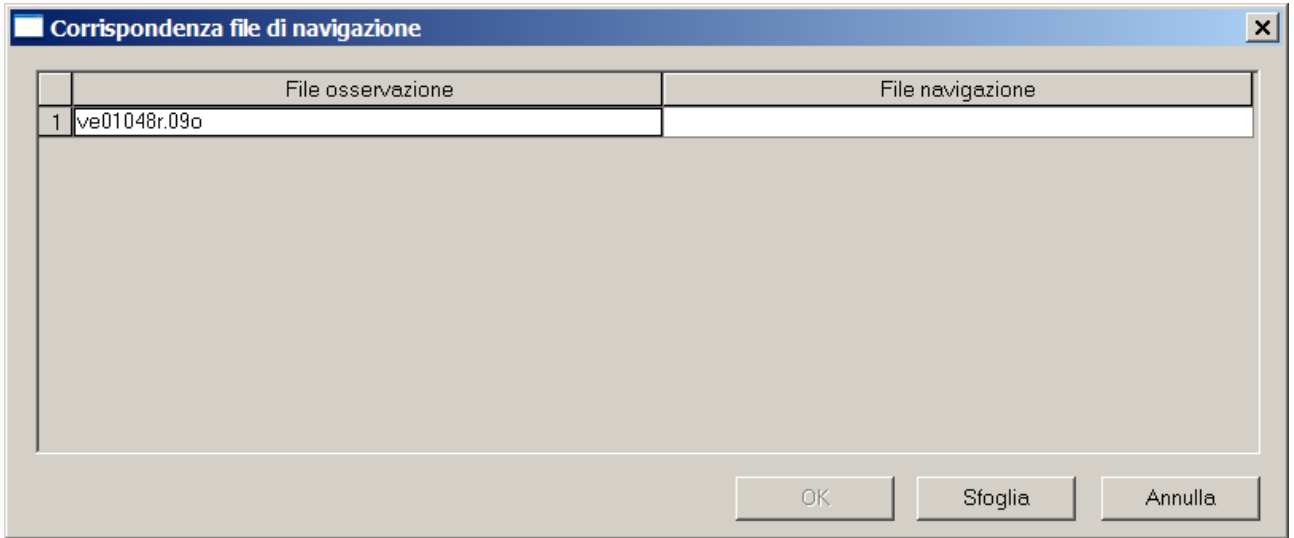 Corrispondenza file di navigazione
File osservazione File navigazione
1 ve01048r.09o
OK Sfoglia Annulla